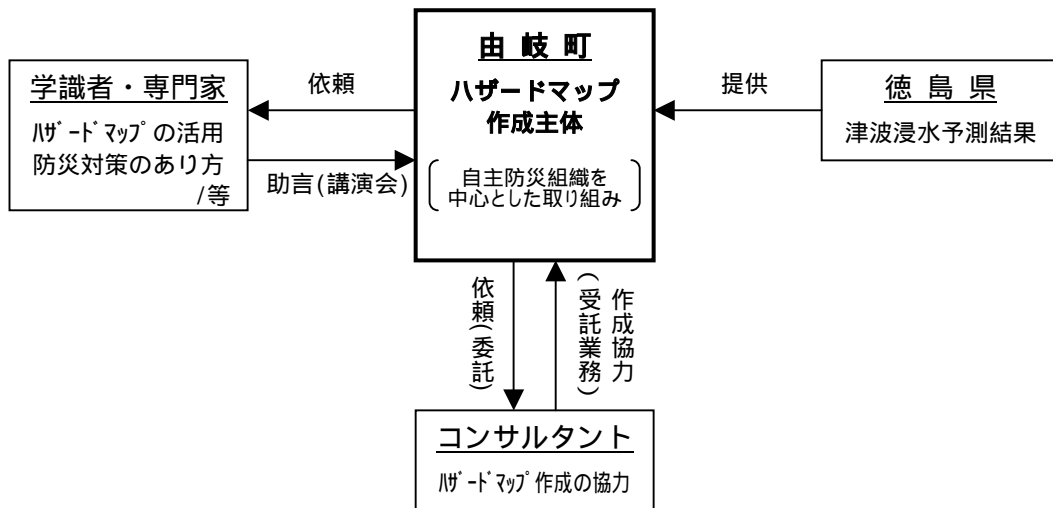 由 岐 町
ハザードマップ
作成主体
自主防災組織を
中心とした取り組み
学識者・専門家
ﾊｻﾞｰﾄﾞﾏｯﾌﾟの活用
防災対策のあり方
/等
依頼
助言(講演会)
提供
徳 島 県
津波浸水予測結果
依頼(委託)
作成協力
(受託業務)
コンサルタント
ﾊｻﾞｰﾄﾞﾏｯﾌﾟ作成の協力